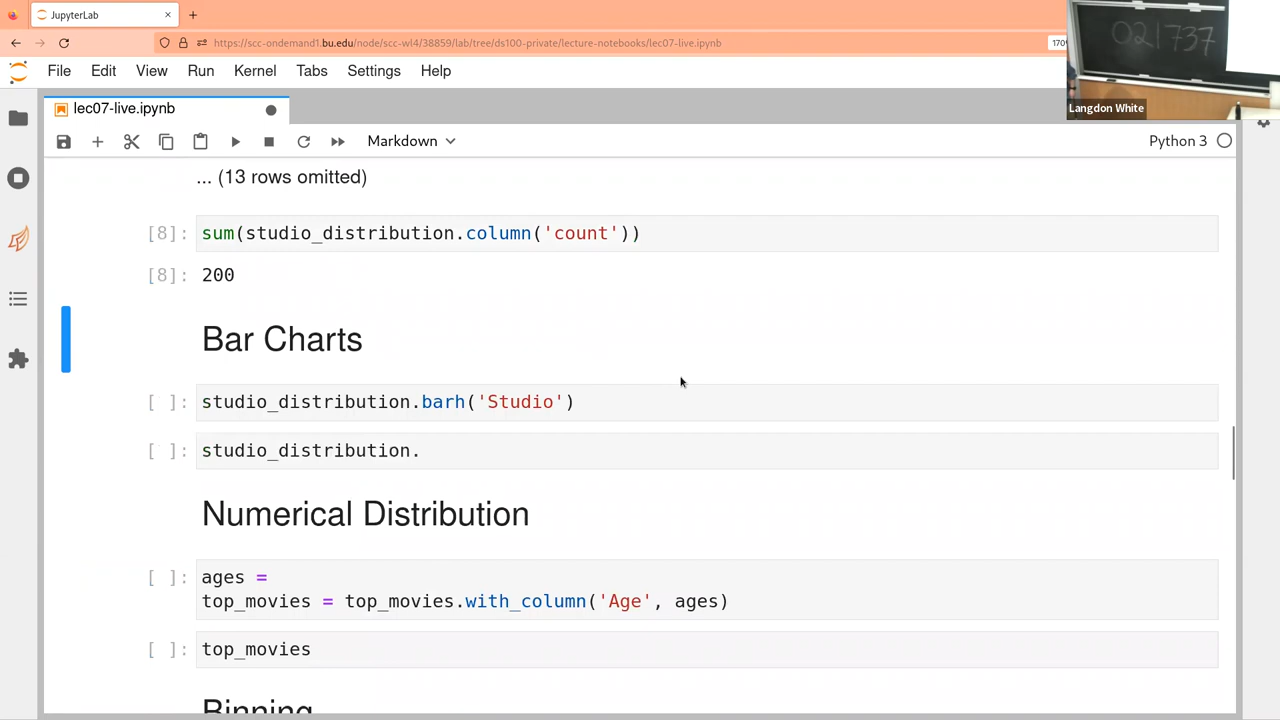 JupyterLab
https://scc-ondemand1.bu.edu/node/scc-wl4/38859/lab/tree/ds100-private/lecture-notebooks/lec07-live.ipynb
170
021737
Langdon White
File Edit View Run Kernel Tabs Settings Help
lec07-live.ipynb
Markdown
Python 3
... (13 rows omitted)
[8]: sum(studio_distribution.column('count'))
[8]: 200
Bar Charts
[ ]: studio_distribution.barh('Studio')
[ ]: studio_distribution.
Numerical Distribution
[ ]: ages =
top_movies = top_movies.with_column('Age', ages)
[ ]: top_movies
Binning